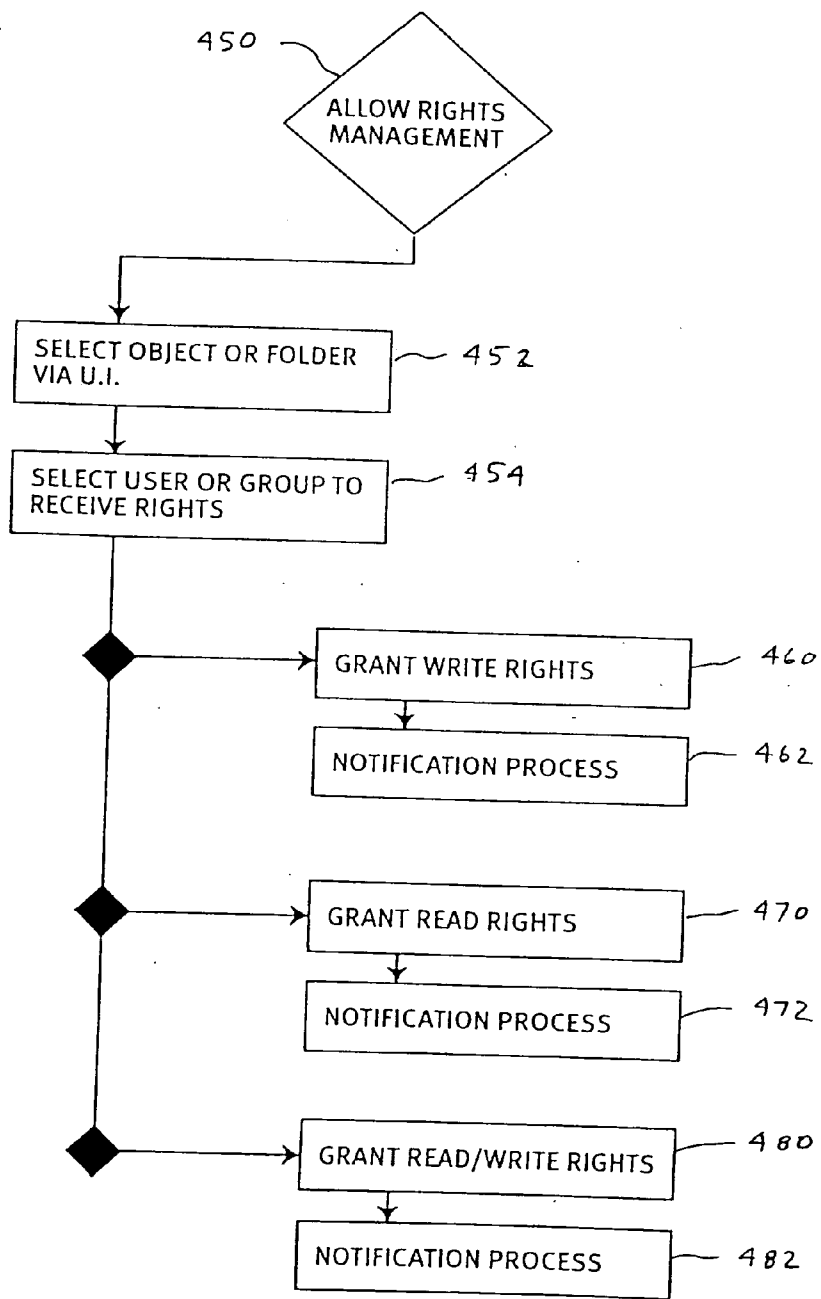 450
ALLOW RIGHTS
MANAGEMENT
SELECT OBJECT OR FOLDER
VIA U.I.
452
SELECT USER OR GROUP TO
RECEIVE RIGHTS
454
GRANT WRITE RIGHTS
460
NOTIFICATION PROCESS
462
GRANT READ RIGHTS
470
NOTIFICATION PROCESS
472
GRANT READ/WRITE RIGHTS
480
NOTIFICATION PROCESS
482